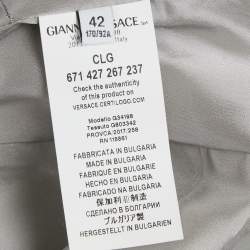 GIANNI VERSACE
42
170/92A
CLG
671 427 267 237
Check the authenticity
of this product on
VERSACE.CERTILOGO.COM
Modello G34198
Tessuto G603342
PROVCA 2017.258
RN 118861
FABBRICATA IN BULGARIA
MADE IN BULGARIA
FABRIQUÉ EN BULGARIE
HECHO EN BULGARIA
FABRICADO NA BULGÁRIA
保加利亚制造
СДЕЛАНО В БОЛГАРИИ
ブルガリア製
HERGESTELLT IN BULGARIEN